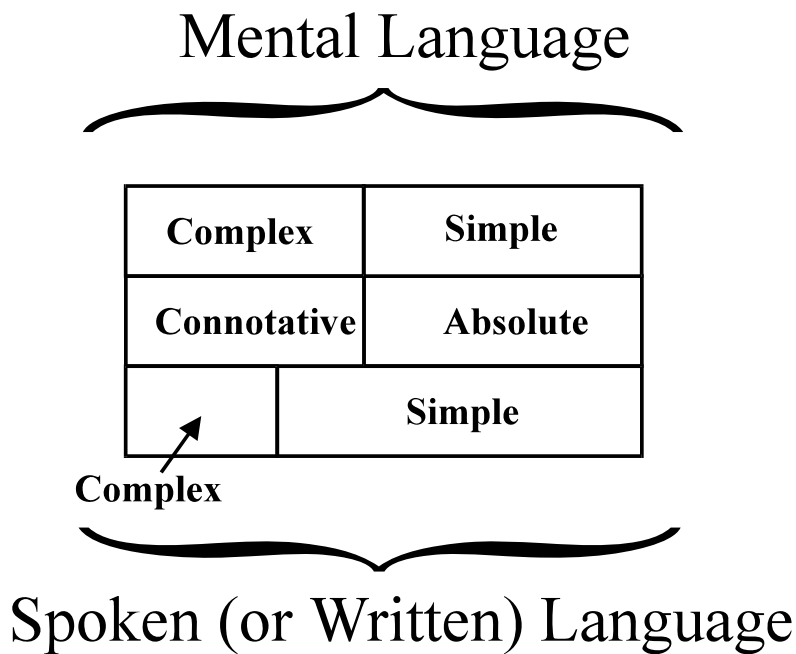 Mental Language
Complex Simple
Connotative Absolute
Simple
Complex
Spoken (or Written) Language